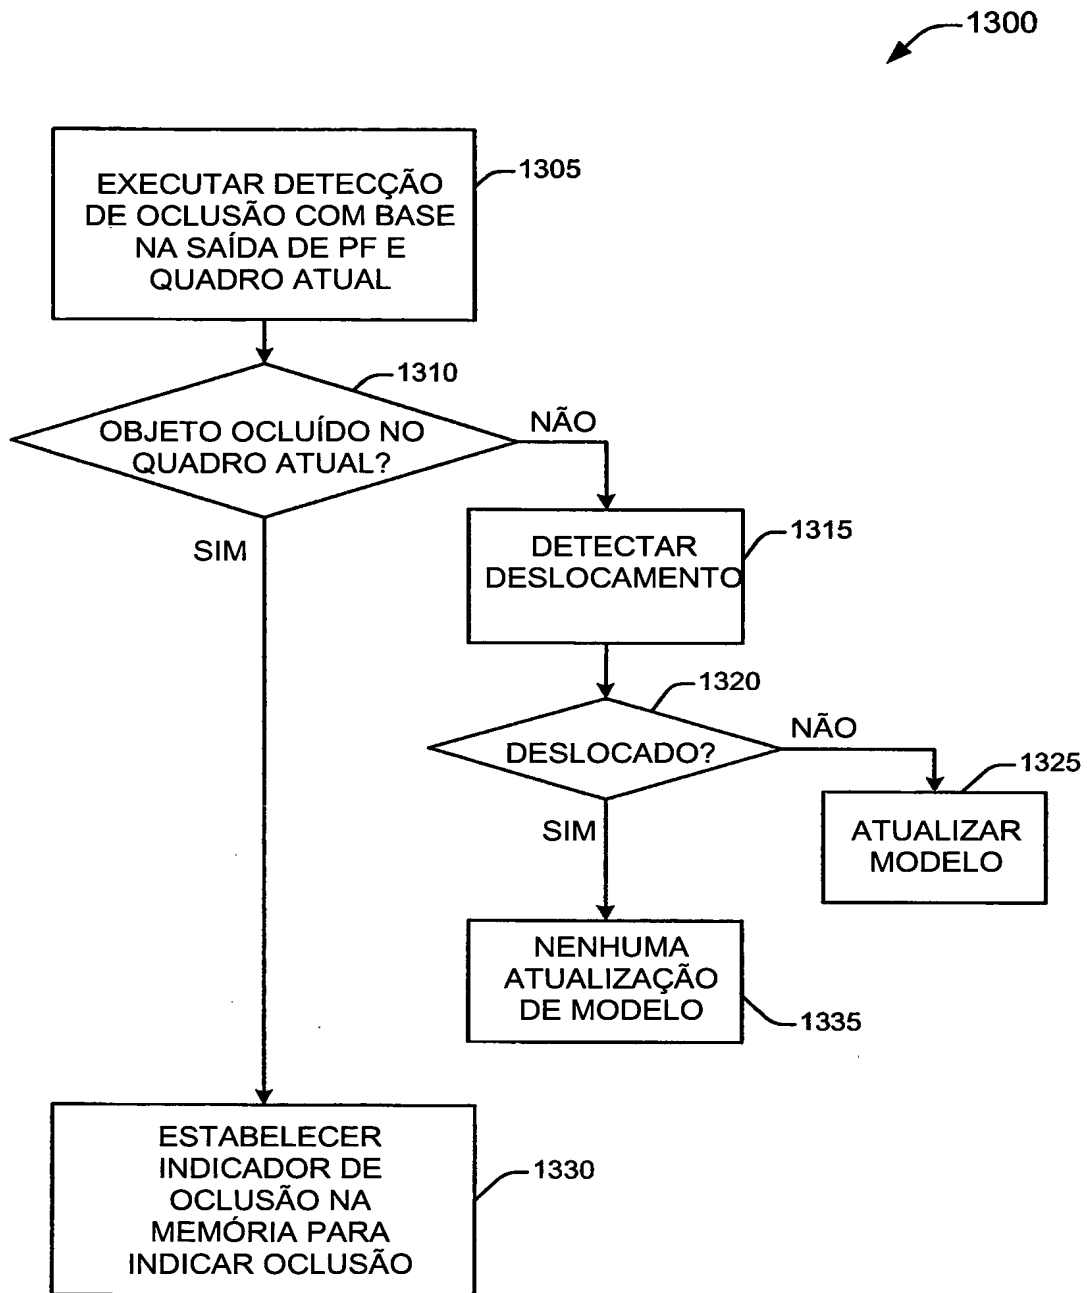 1300
EXECUTAR DETECÇÃO
DE OCLUSÃO COM BASE
NA SAÍDA DE PF E
QUADRO ATUAL
1305
1310
OBJETO OCLUÍDO NO
QUADRO ATUAL?
NÃO
SIM
DETECTAR
DESLOCAMENTO
1315
1320
DESLOCADO?
NÃO
SIM
1325
ATUALIZAR
MODELO
NENHUMA
ATUALIZAÇÃO
DE MODELO
1335
ESTABELECER
INDICADOR DE
OCLUSÃO NA
MEMÓRIA PARA
INDICAR OCLUSÃO
1330